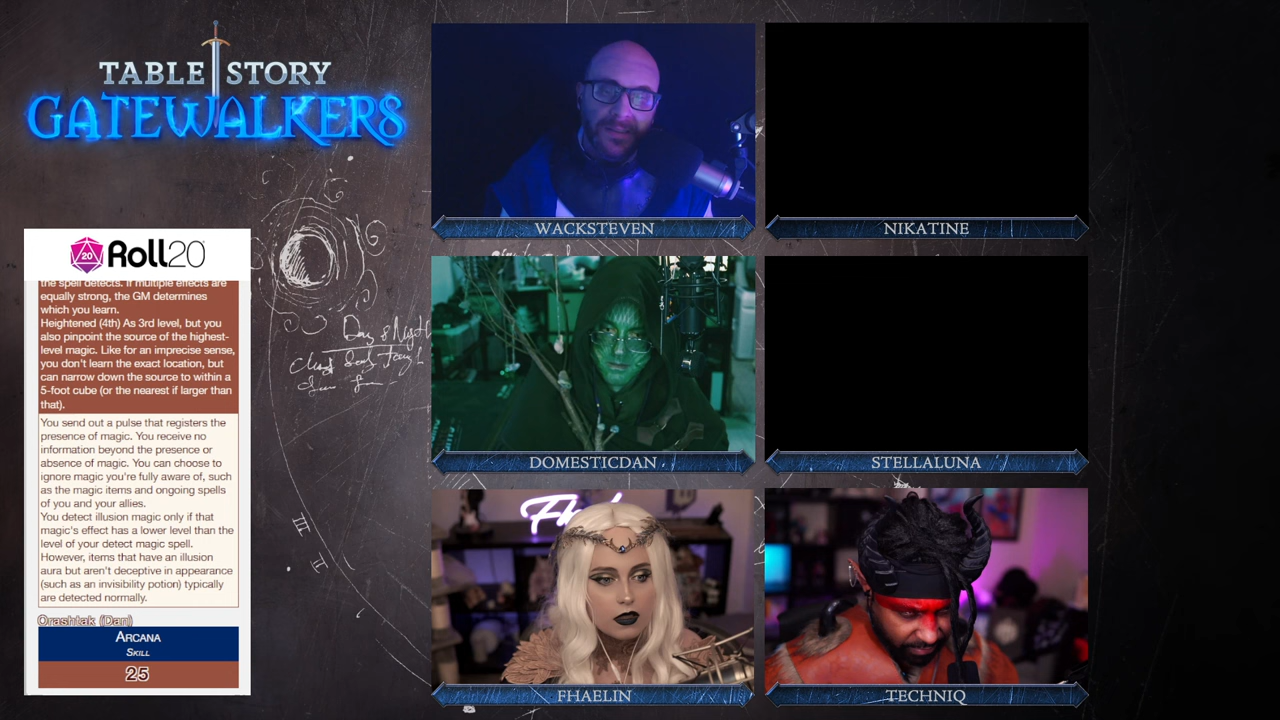 TABLE STORY
GATEWALKERS
Roll20
the spell detects. If multiple effects are
equally strong, the GM determines
which you learn.
Heightened (4th) As 3rd level, but you
also pinpoint the source of the highest-
level magic. Like for an imprecise sense,
you don't learn the exact location, but
can narrow down the source to within a
5-foot cube (or the nearest if larger than
that).
You send out a pulse that registers the
presence of magic. You receive no
information beyond the presence or
absence of magic. You can choose to
ignore magic you're fully aware of, such
as the magic items and ongoing spells
of you and your allies.
You detect illusion magic only if that
magic's effect has a lower level than the
level of your detect magic spell.
However, items that have an illusion
aura but aren't deceptive in appearance
(such as an invisibility potion) typically
are detected normally.
Orashtak (Dan)
ARCANA
SKILL
25
Day & Night
WACKSTEVEN
NIKATINE
DOMESTICDAN
STELLALUNA
FHAELIN
TECHNIQ